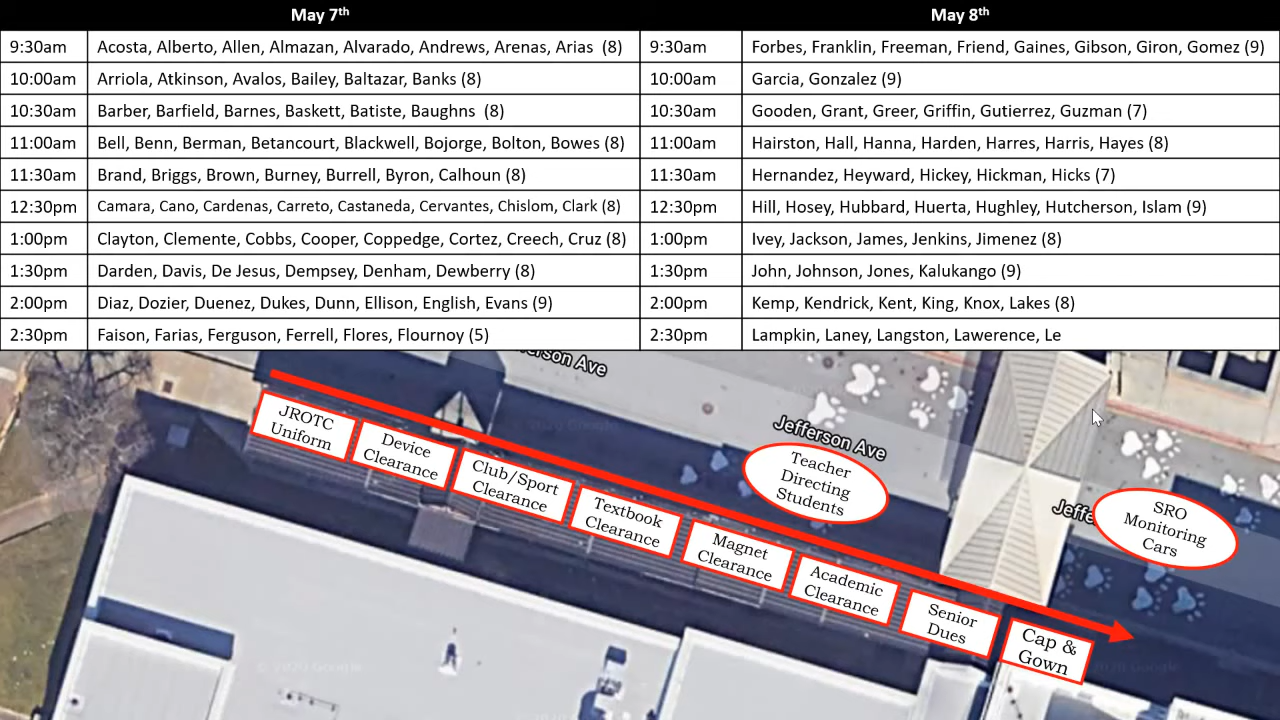 May 7th
May 8th
9:30am Acosta, Alberto, Allen, Almazan, Alvarado, Andrews, Arenas, Arias (8)
9:30am Forbes, Franklin, Freeman, Friend, Gaines, Gibson, Giron, Gomez (9)
10:00am Arriola, Atkinson, Avalos, Bailey, Baltazar, Banks (8)
10:00am Garcia, Gonzalez (9)
10:30am Barber, Barfield, Barnes, Baskett, Batiste, Baughns (8)
10:30am Gooden, Grant, Greer, Griffin, Gutierrez, Guzman (7)
11:00am Bell, Benn, Berman, Betancourt, Blackwell, Bojorge, Bolton, Bowes (8)
11:00am Hairston, Hall, Hanna, Harden, Harres, Harris, Hayes (8)
11:30am Brand, Briggs, Brown, Burney, Burrell, Byron, Calhoun (8)
11:30am Hernandez, Heyward, Hickey, Hickman, Hicks (7)
12:30pm Camara, Cano, Cardenas, Carreto, Castaneda, Cervantes, Chislom, Clark (8)
12:30pm Hill, Hosey, Hubbard, Huerta, Hughley, Hutcherson, Islam (9)
1:00pm Clayton, Clemente, Cobbs, Cooper, Coppedge, Cortez, Creech, Cruz (8)
1:00pm Ivey, Jackson, James, Jenkins, Jimenez (8)
1:30pm Darden, Davis, De Jesus, Dempsey, Denham, Dewberry (8)
1:30pm John, Johnson, Jones, Kalukango (9)
2:00pm Diaz, Dozier, Duenez, Dukes, Dunn, Ellison, English, Evans (9)
2:00pm Kemp, Kendrick, Kent, King, Knox, Lakes (8)
2:30pm Faison, Farias, Ferguson, Ferrell, Flores, Flournoy (5)
2:30pm Lampkin, Laney, Langston, Lawerence, Le
erson Ave
Jefferson Ave
Jeffe
JROTC
Uniform
Device
Clearance
Club/Sport
Clearance
Textbook
Clearance
Magnet
Clearance
Academic
Clearance
Senior
Dues
Cap &
Gown
Teacher
Directing
Students
SRO
Monitoring
Cars
© 2020 Google
2020 Google